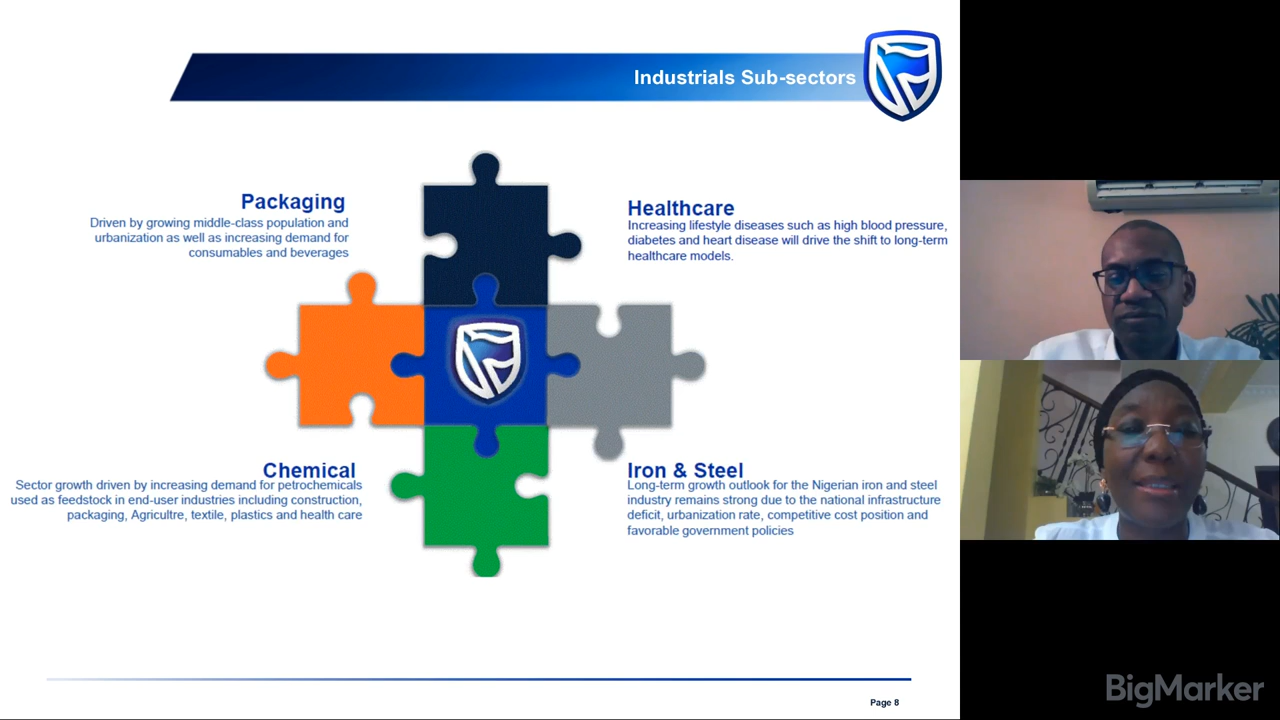 Industrials Sub-sectors
Packaging
Driven by growing middle-class population and
urbanization as well as increasing demand for
consumables and beverages
Healthcare
Increasing lifestyle diseases such as high blood pressure,
diabetes and heart disease will drive the shift to long-term
healthcare models.
Chemical
Sector growth driven by increasing demand for petrochemicals
used as feedstock in end-user industries including construction,
packaging, Agricultre, textile, plastics and health care
Iron & Steel
Long-term growth outlook for the Nigerian iron and steel
industry remains strong due to the national infrastructure
deficit, urbanization rate, competitive cost position and
favorable government policies
Page 8
BigMarker